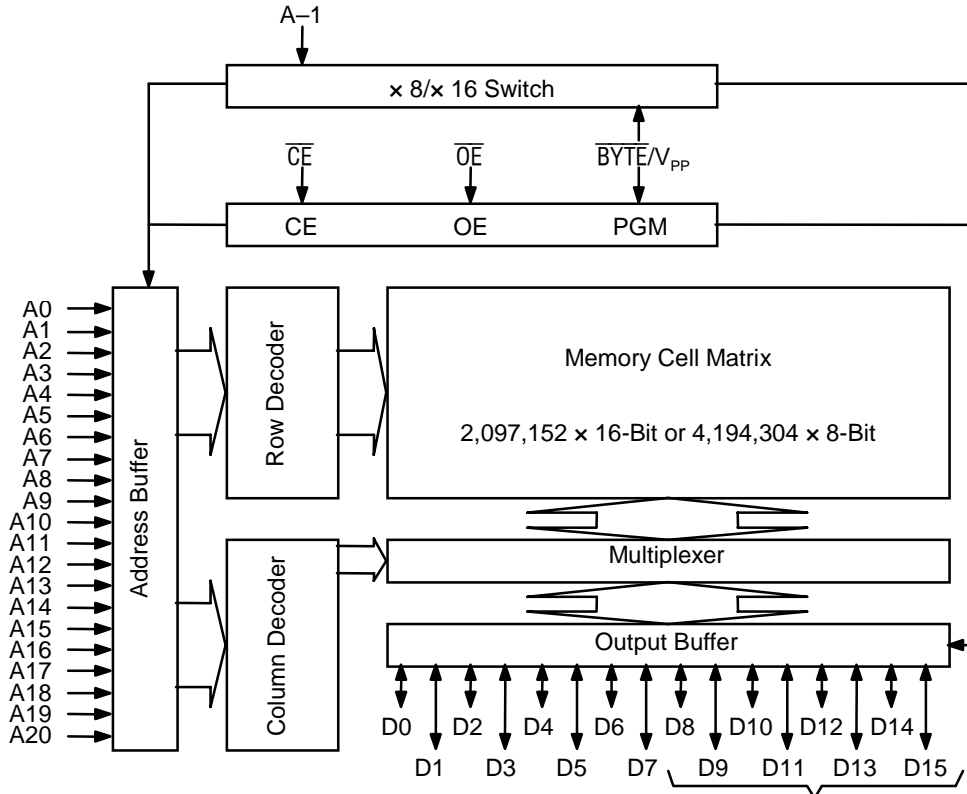 A–1
× 8/× 16 Switch
C̅E̅ O̅E̅ B̅Y̅T̅E̅/VPP
CE OE PGM
A0
A1
A2
A3
A4
A5
A6
A7
A8
A9
A10
A11
A12
A13
A14
A15
A16
A17
A18
A19
A20
Address Buffer
Row Decoder
Column Decoder
Memory Cell Matrix
2,097,152 × 16-Bit or 4,194,304 × 8-Bit
Multiplexer
Output Buffer
D0 D2 D4 D6 D8 D10 D12 D14
D1 D3 D5 D7 D9 D11 D13 D15